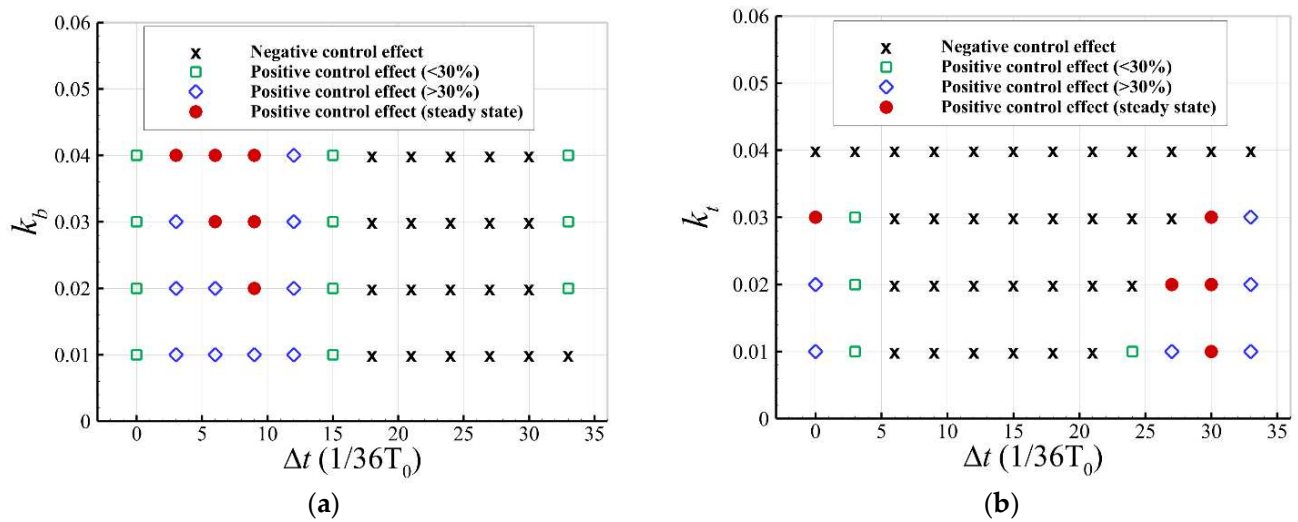 0.06
0.05
0.04
0.03
0.02
0.01
0
k_b
x Negative control effect
Positive control effect (<30%)
Positive control effect (>30%)
Positive control effect (steady state)
0 5 10 15 20 25 30 35
Δt (1/36T_0)
(a)
0.06
0.05
0.04
0.03
0.02
0.01
0
k_t
x Negative control effect
Positive control effect (<30%)
Positive control effect (>30%)
Positive control effect (steady state)
0 5 10 15 20 25 30 35
Δt (1/36T_0)
(b)